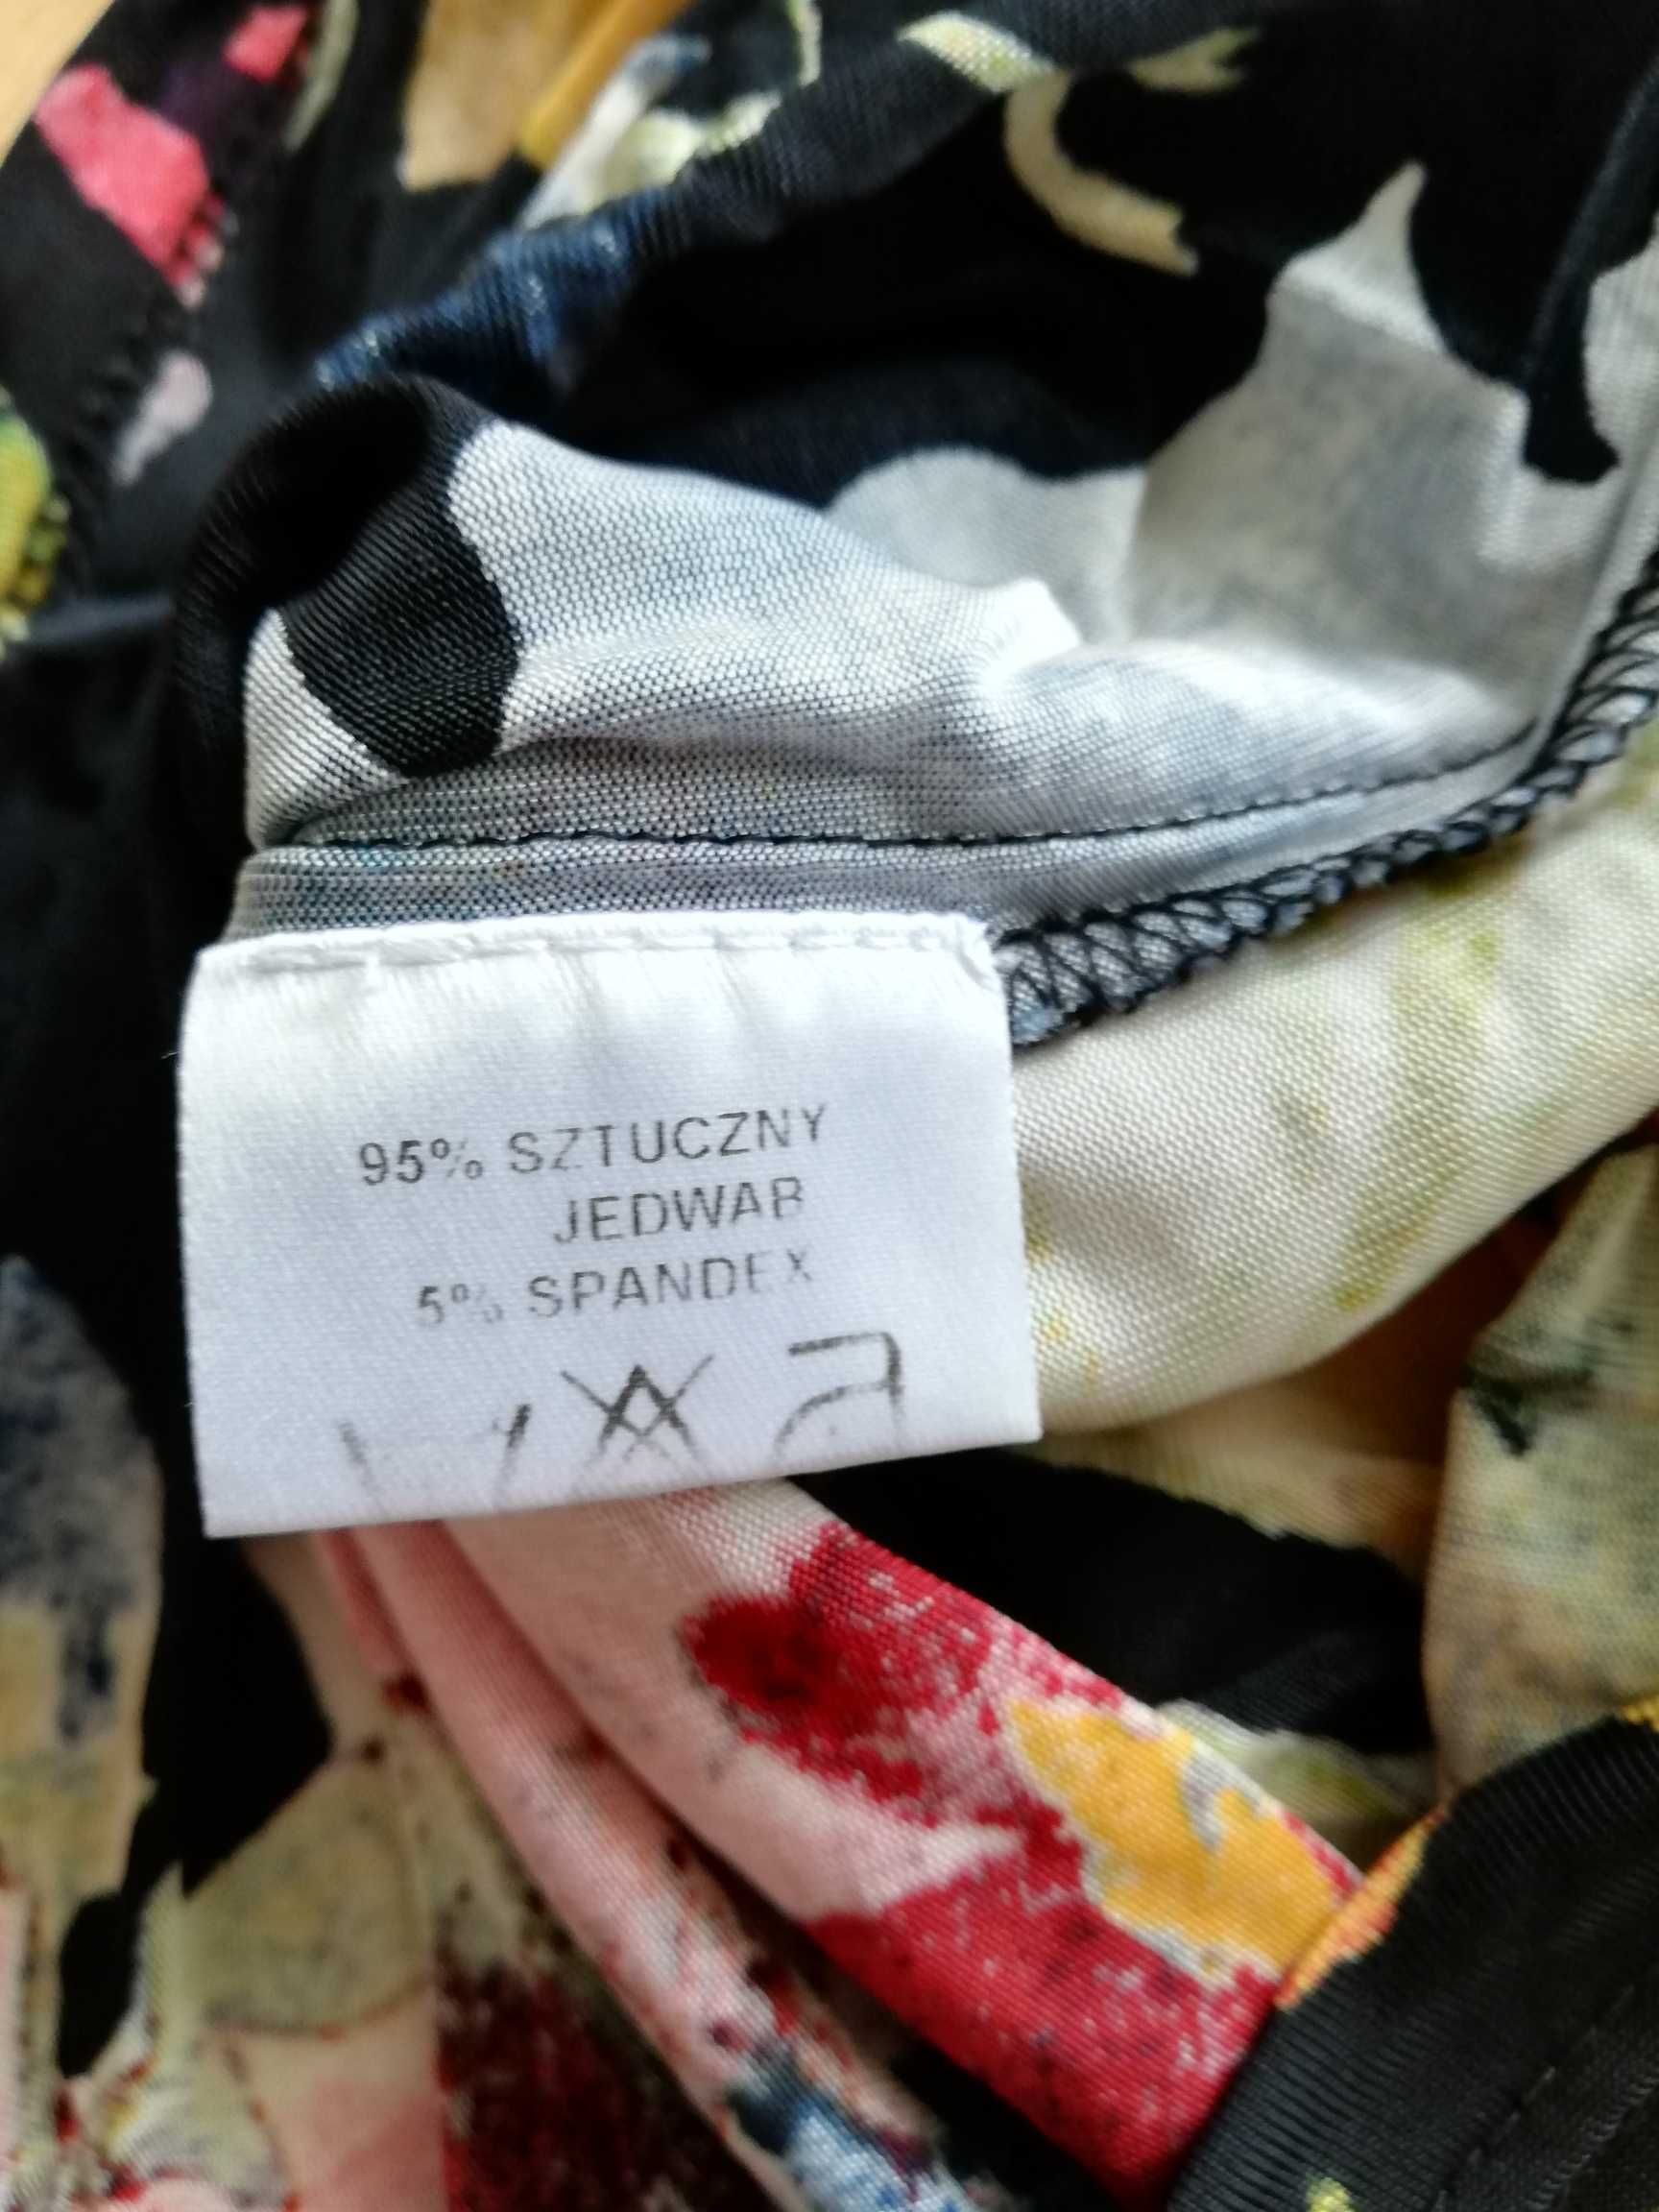 95% SZTUCZNY
JEDWAB
5% SPANDEX